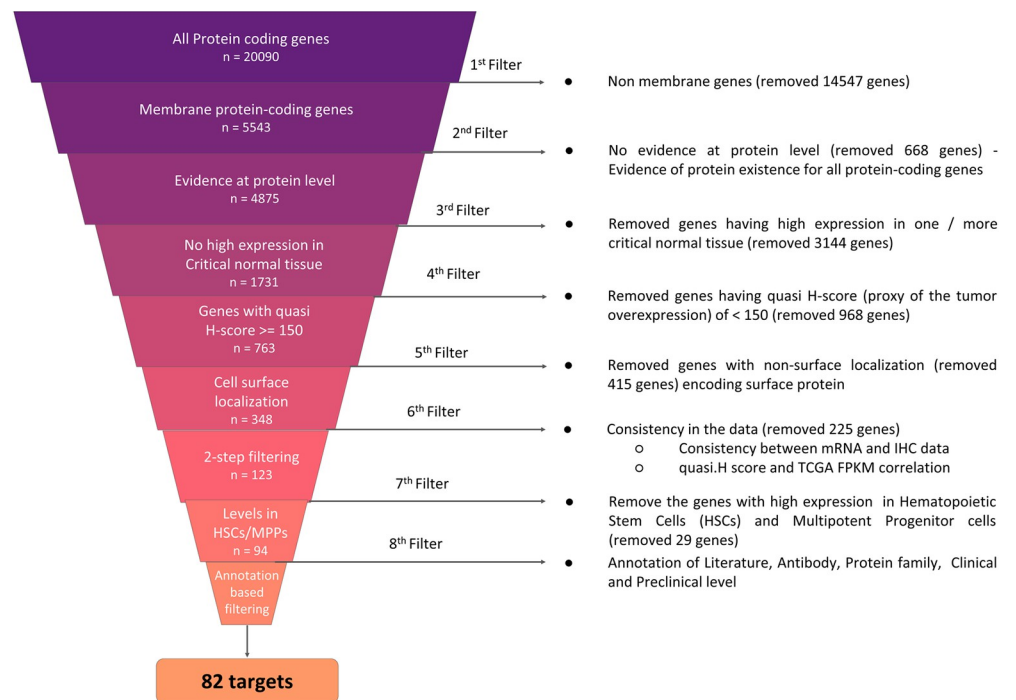 All Protein coding genes
n = 20090
1st Filter
● Non membrane genes (removed 14547 genes)
Membrane protein-coding genes
n = 5543
2nd Filter
● No evidence at protein level (removed 668 genes) -
Evidence of protein existence for all protein-coding genes
Evidence at protein level
n = 4875
3rd Filter
● Removed genes having high expression in one / more
critical normal tissue (removed 3144 genes)
No high expression in
Critical normal tissue
n = 1731
4th Filter
● Removed genes having quasi H-score (proxy of the tumor
overexpression) of < 150 (removed 968 genes)
Genes with quasi
H-score >= 150
n = 763
5th Filter
● Removed genes with non-surface localization (removed
415 genes) encoding surface protein
Cell surface
localization
n = 348
6th Filter
● Consistency in the data (removed 225 genes)
○ Consistency between mRNA and IHC data
○ quasi.H score and TCGA FPKM correlation
2-step filtering
n = 123
7th Filter
● Remove the genes with high expression in Hematopoietic
Stem Cells (HSCs) and Multipotent Progenitor cells
(removed 29 genes)
Levels in
HSCs/MPPs
n = 94
8th Filter
● Annotation of Literature, Antibody, Protein family, Clinical
and Preclinical level
Annotation
based
filtering
82 targets